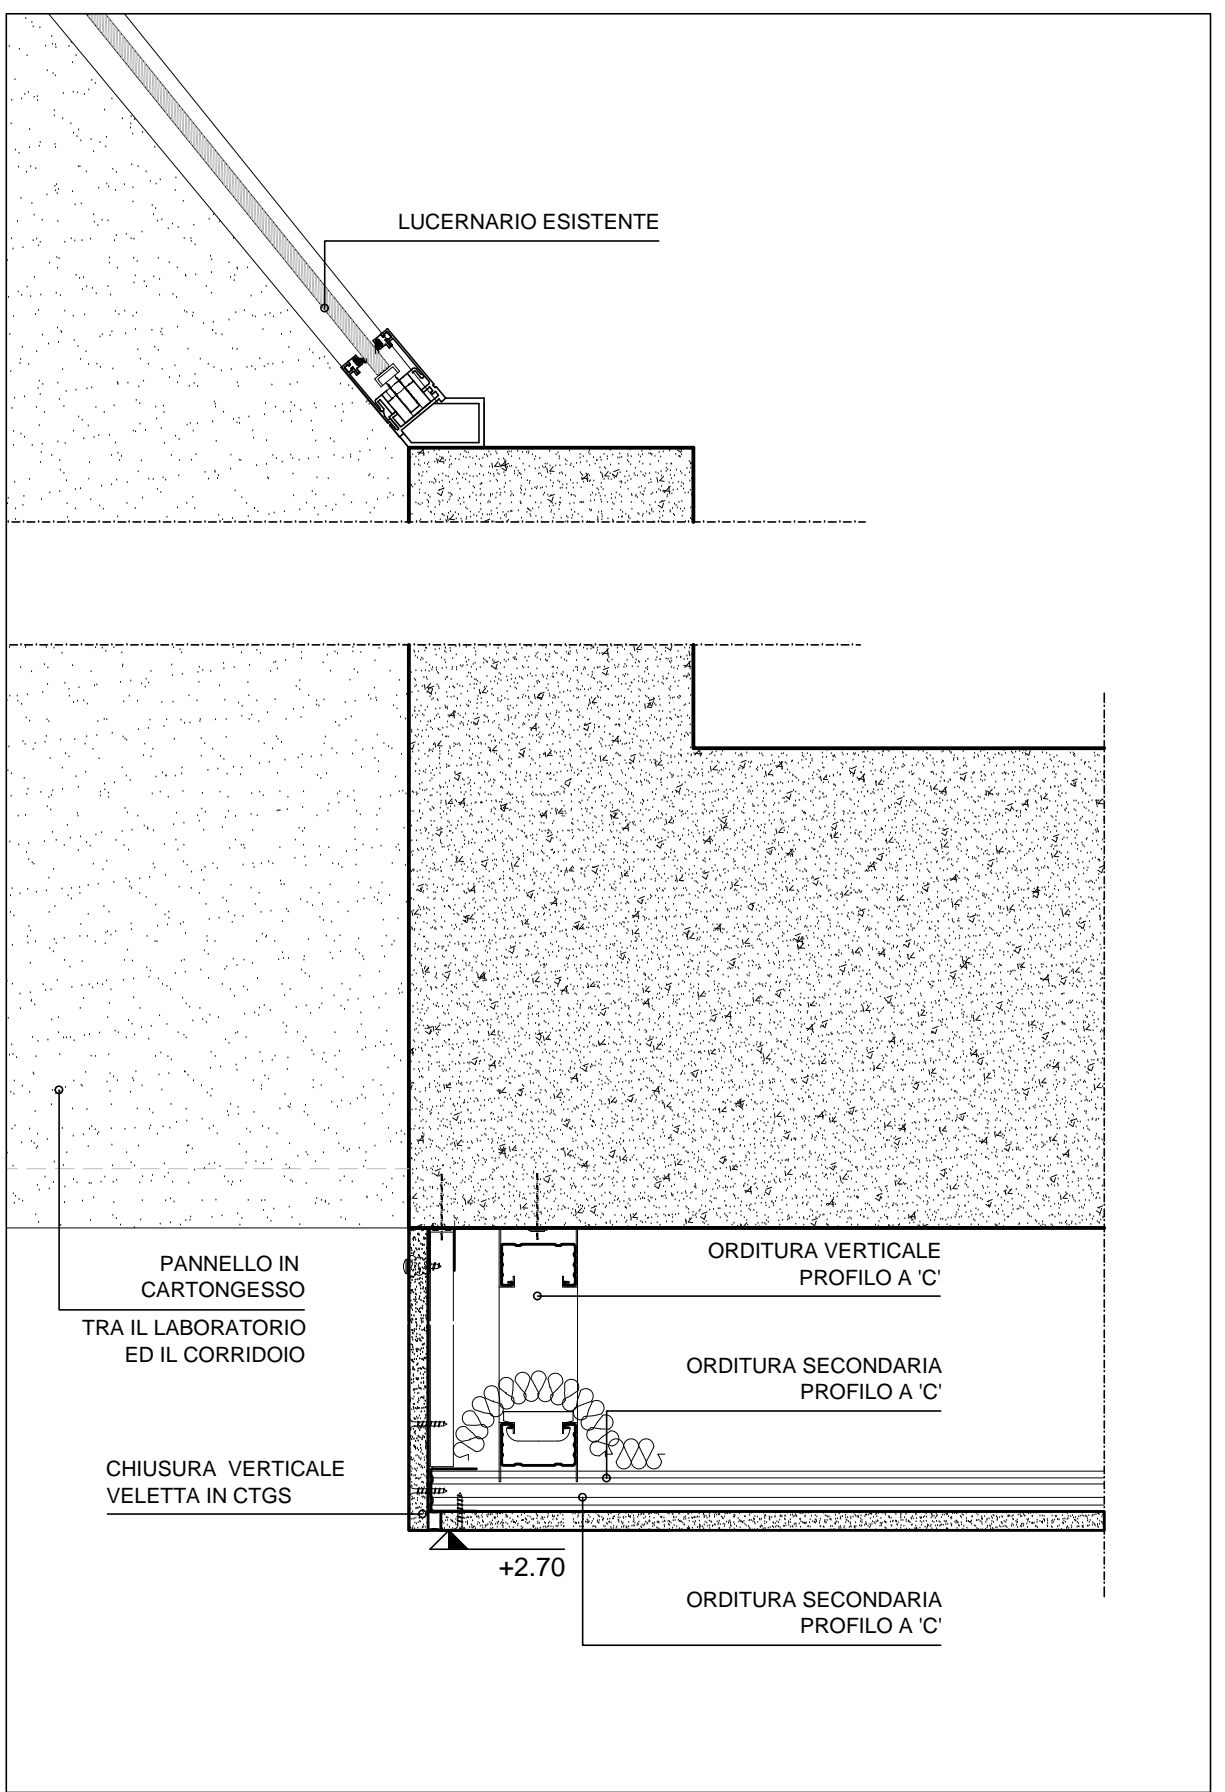 LUCERNARIO ESISTENTE
PANNELLO IN
CARTONGESSO
TRA IL LABORATORIO
ED IL CORRIDOIO
ORDITURA VERTICALE
PROFILO A 'C'
ORDITURA SECONDARIA
PROFILO A 'C'
CHIUSURA VERTICALE
VELETTA IN CTGS
+2.70
ORDITURA SECONDARIA
PROFILO A 'C'